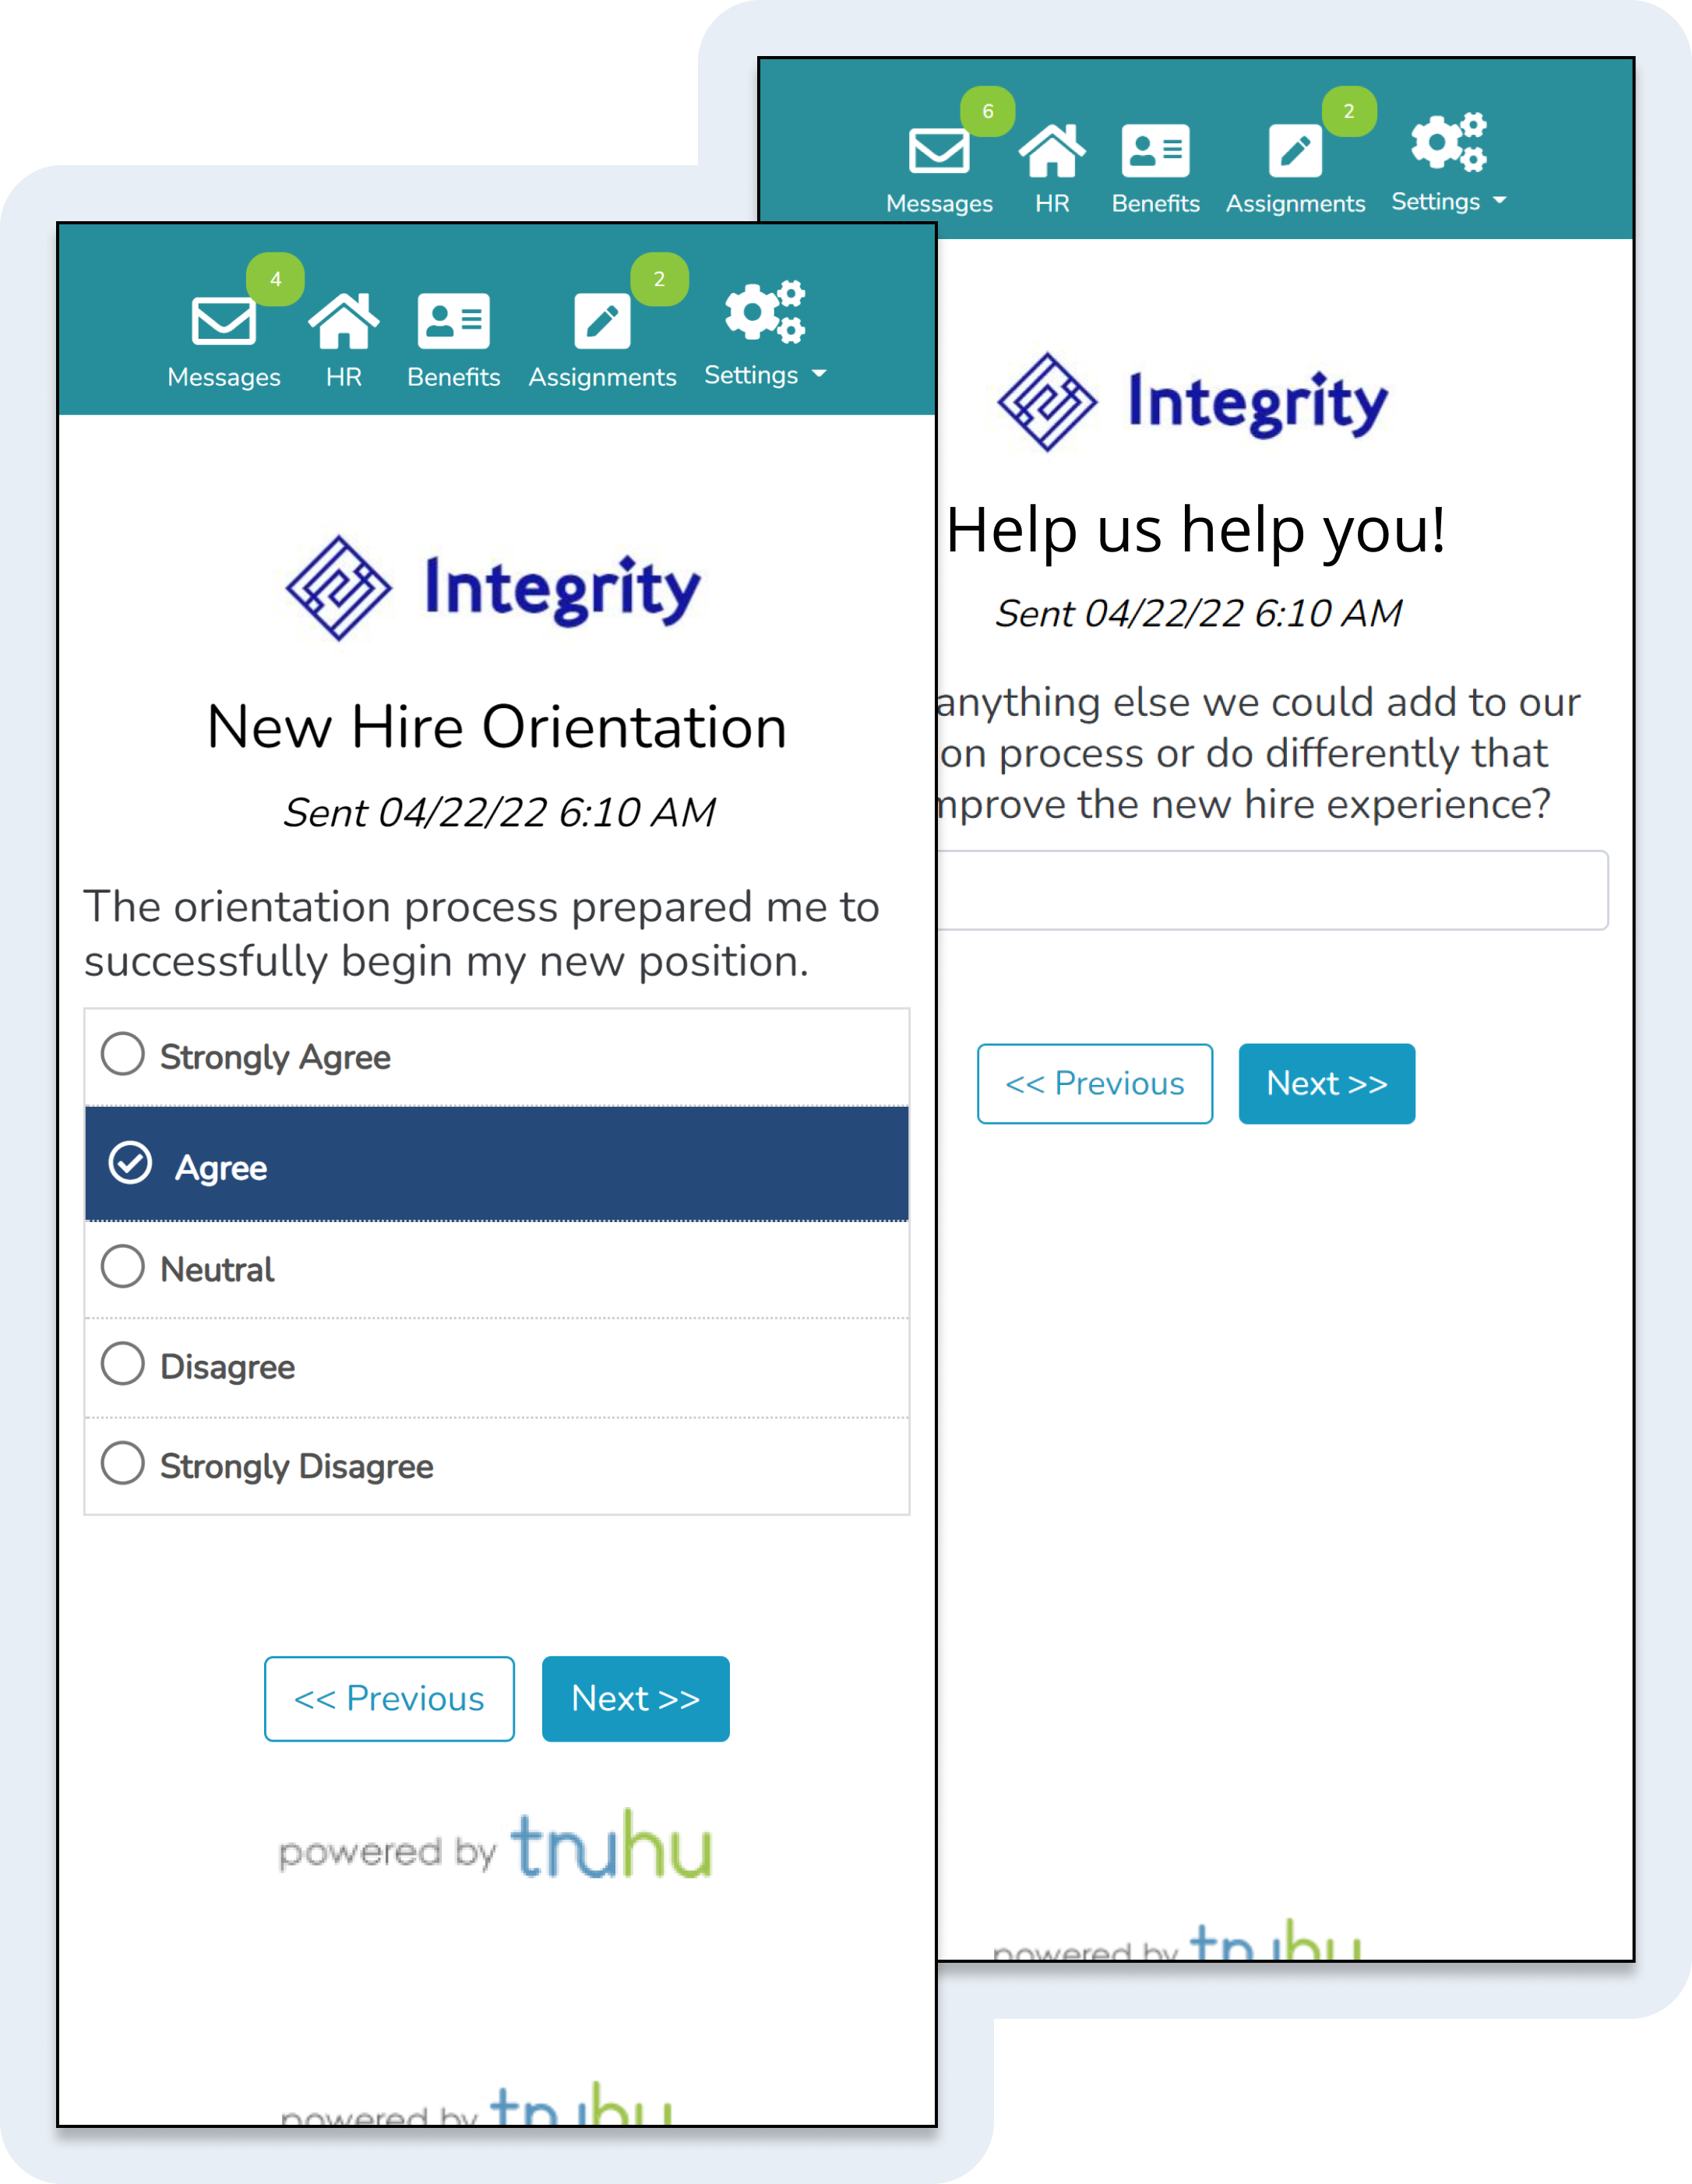 6
2
Messages HR Benefits Assignments Settings
Integrity
Help us help you!
Sent 04/22/22 6:10 AM
anything else we could add to our
on process or do differently that
the new hire experience?
<< Previous Next >>
powered by truhu
4
2
Messages HR Benefits Assignments Settings
Integrity
New Hire Orientation
Sent 04/22/22 6:10 AM
The orientation process prepared me to
successfully begin my new position.
Strongly Agree
Agree
Neutral
Disagree
Strongly Disagree
<< Previous Next >>
powered by truhu
powered by truhu